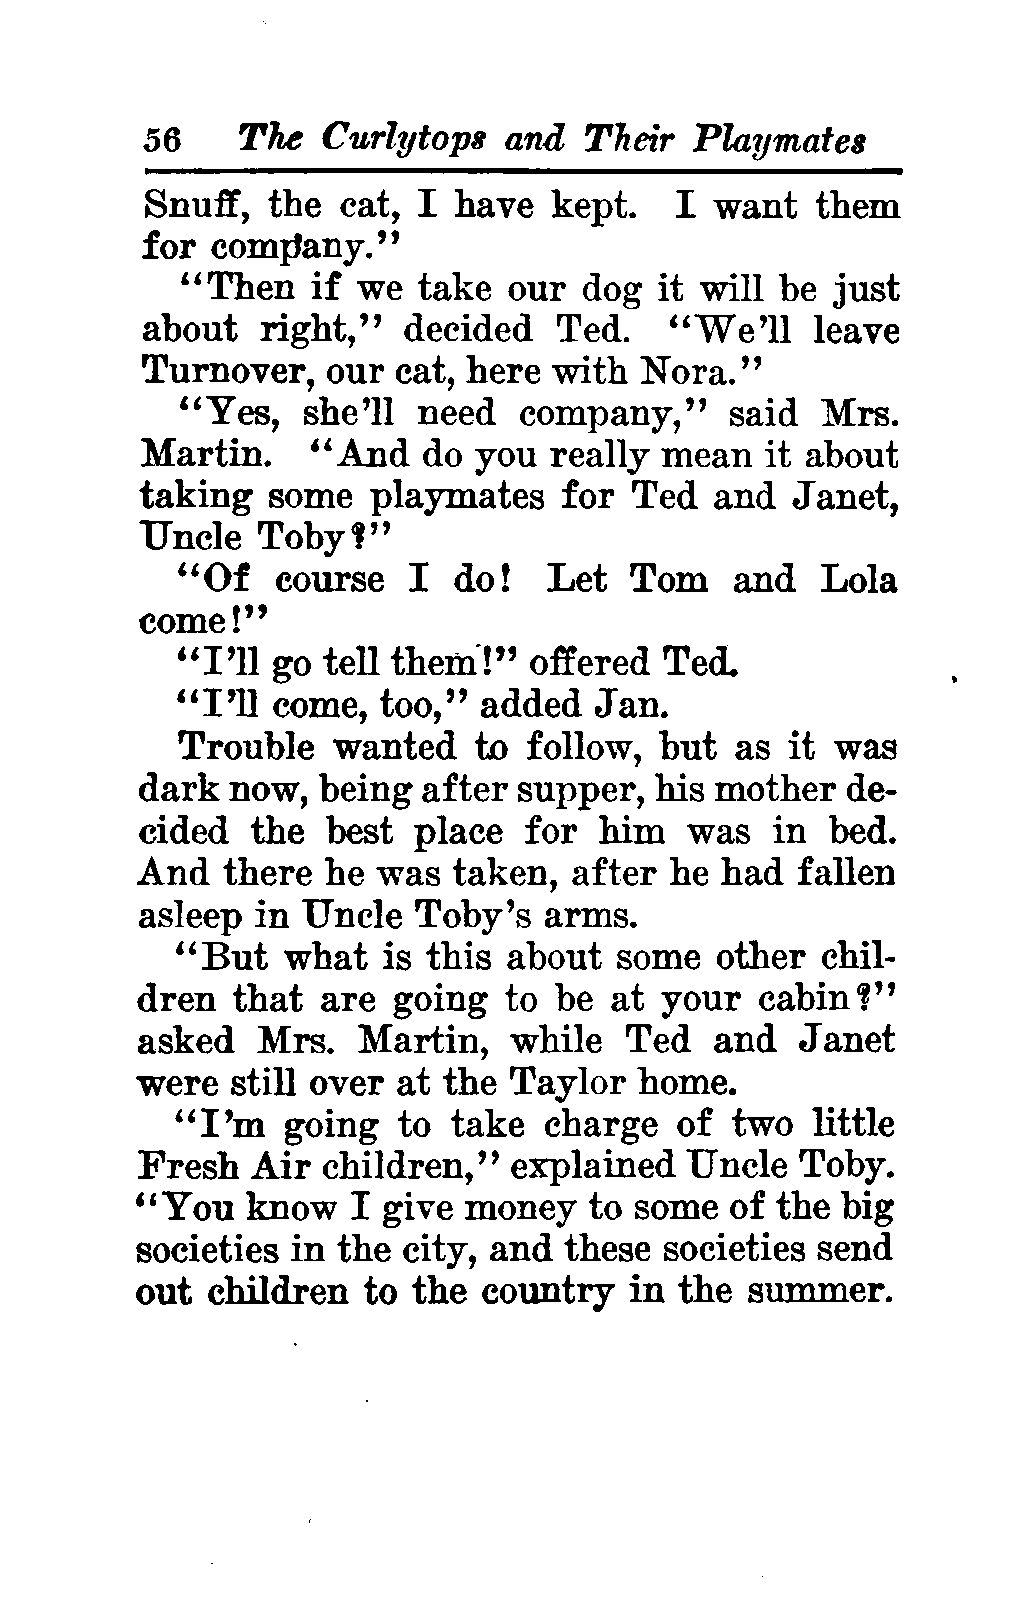 56 The Curlytops and Their Playmates
Snuff, the cat, I have kept. I want them
for company."
"Then if we take our dog it will be just
about right," decided Ted. "We'll leave
Turnover, our cat, here with Nora."
"Yes, she'll need company," said Mrs.
Martin. "And do you really mean it about
taking some playmates for Ted and Janet,
Uncle Toby?"
"Of course I do! Let Tom and Lola
come!"
"I'll go tell them!" offered Ted.
"I'll come, too," added Jan.
Trouble wanted to follow, but as it was
dark now, being after supper, his mother de-
cided the best place for him was in bed.
And there he was taken, after he had fallen
asleep in Uncle Toby's arms.
"But what is this about some other chil-
dren that are going to be at your cabin?"
asked Mrs. Martin, while Ted and Janet
were still over at the Taylor home.
"I'm going to take charge of two little
Fresh Air children," explained Uncle Toby.
"You know I give money to some of the big
societies in the city, and these societies send
out children to the country in the summer.